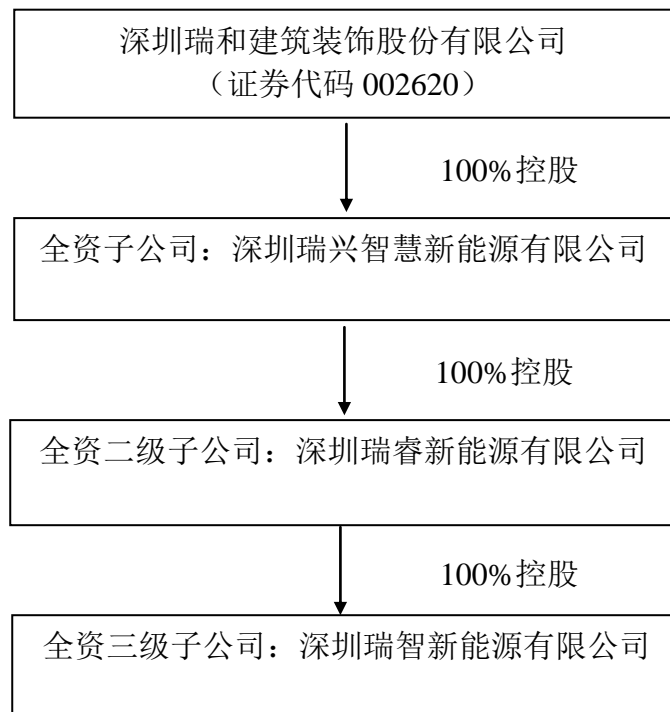 深圳瑞和建筑装饰股份有限公司
（证券代码 002620）
100%控股
全资子公司：深圳瑞兴智慧新能源有限公司
100%控股
全资二级子公司：深圳瑞睿新能源有限公司
100%控股
全资三级子公司：深圳瑞智新能源有限公司